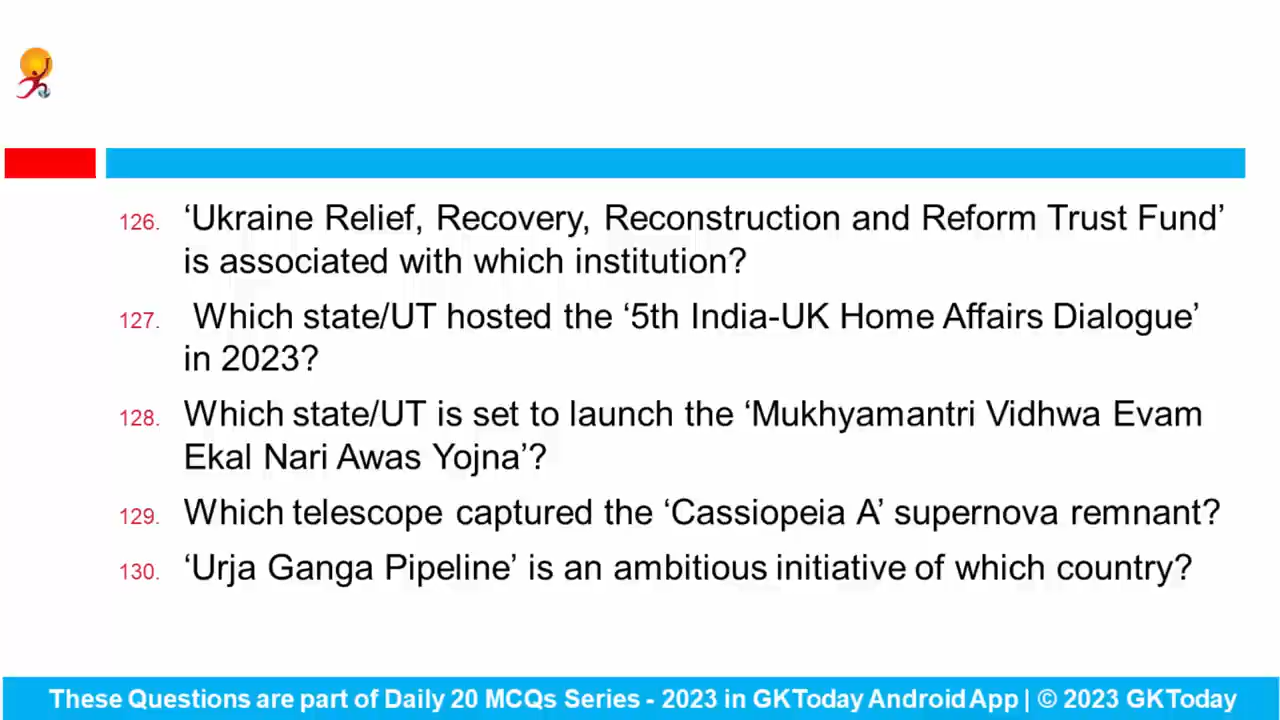 126. ‘Ukraine Relief, Recovery, Reconstruction and Reform Trust Fund’
is associated with which institution?
127. Which state/UT hosted the ‘5th India-UK Home Affairs Dialogue’
in 2023?
128. Which state/UT is set to launch the ‘Mukhyamantri Vidhwa Evam
Ekal Nari Awas Yojna’?
129. Which telescope captured the ‘Cassiopeia A’ supernova remnant?
130. ‘Urja Ganga Pipeline’ is an ambitious initiative of which country?
These Questions are part of Daily 20 MCQs Series - 2023 in GKToday Android App | © 2023 GKToday